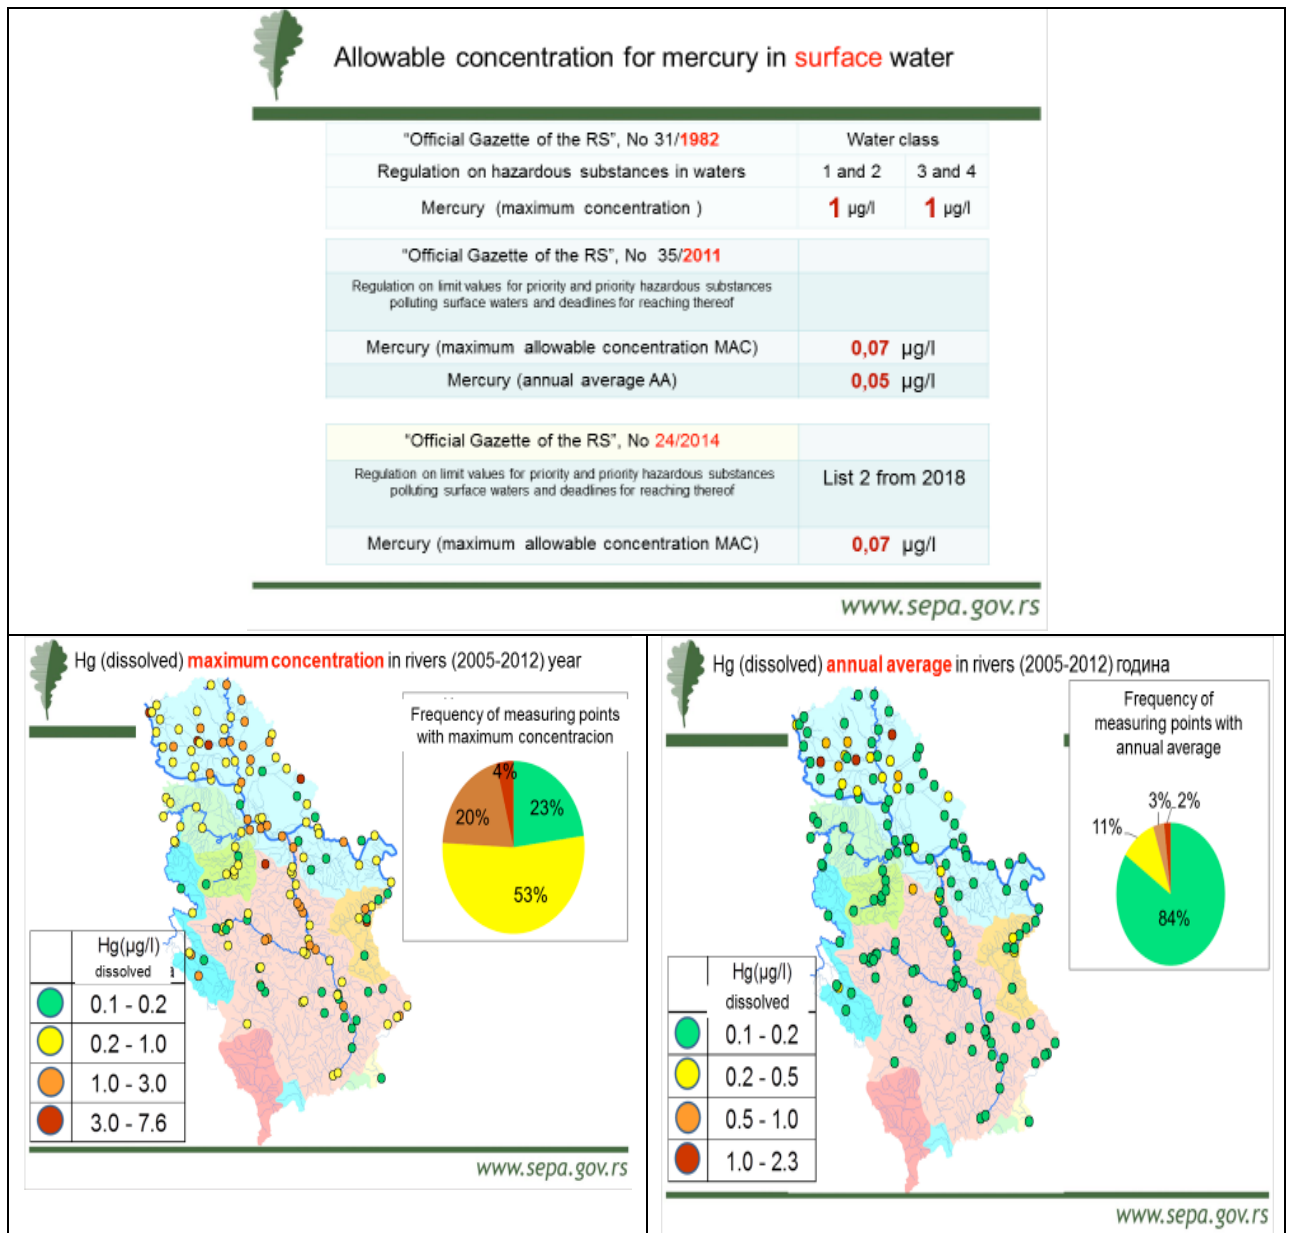 Allowable concentration for mercury in surface water
"Official Gazette of the RS", No 31/1982
Water class
Regulation on hazardous substances in waters
1 and 2
3 and 4
Mercury (maximum concentration )
1 µg/l
1 µg/l
"Official Gazette of the RS", No 35/2011
Regulation on limit values for priority and priority hazardous substances
polluting surface waters and deadlines for reaching thereof
Mercury (maximum allowable concentration MAC)
0,07 µg/l
Mercury (annual average AA)
0,05 µg/l
"Official Gazette of the RS", No 24/2014
Regulation on limit values for priority and priority hazardous substances
polluting surface waters and deadlines for reaching thereof
List 2 from 2018
Mercury (maximum allowable concentration MAC)
0,07 µg/l
www.sepa.gov.rs
Hg (dissolved) maximum concentration in rivers (2005-2012) year
Frequency of measuring points
with maximum concentracion
4%
23%
20%
53%
Hg(µg/l)
dissolved
0.1 - 0.2
0.2 - 1.0
1.0 - 3.0
3.0 - 7.6
www.sepa.gov.rs
Hg (dissolved) annual average in rivers (2005-2012) година
Frequency of
measuring points with
annual average
3%
2%
11%
84%
Hg(µg/l)
dissolved
0.1 - 0.2
0.2 - 0.5
0.5 - 1.0
1.0 - 2.3
www.sepa.gov.rs